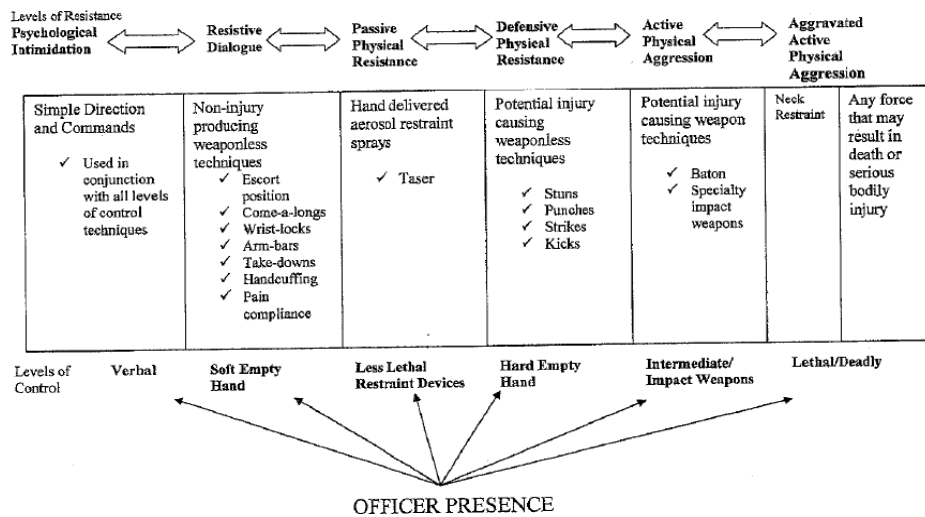 Levels of Resistance
Psychological
Intimidation
Resistive
Dialogue
Passive
Physical
Resistance
Defensive
Physical
Resistance
Active
Physical
Aggression
Aggravated
Active
Physical
Aggression
Simple Direction
and Commands
✓ Used in
conjunction
with all levels
of control
techniques
Non-injury
producing
weaponless
techniques
✓ Escort
position
✓ Come-a-longs
✓ Wrist-locks
✓ Arm-bars
✓ Take-downs
✓ Handcuffing
✓ Pain
compliance
Hand delivered
aerosol restraint
sprays
✓ Taser
Potential injury
causing
weaponless
techniques
✓ Stuns
✓ Punches
✓ Strikes
✓ Kicks
Potential injury
causing weapon
techniques
✓ Baton
✓ Specialty
impact
weapons
Neck
Restraint
Any force
that may
result in
death or
serious
bodily
injury
Levels of
Control
Verbal
Soft Empty
Hand
Less Lethal
Restraint Devices
Hard Empty
Hand
Intermediate/
Impact Weapons
Lethal/Deadly
OFFICER PRESENCE